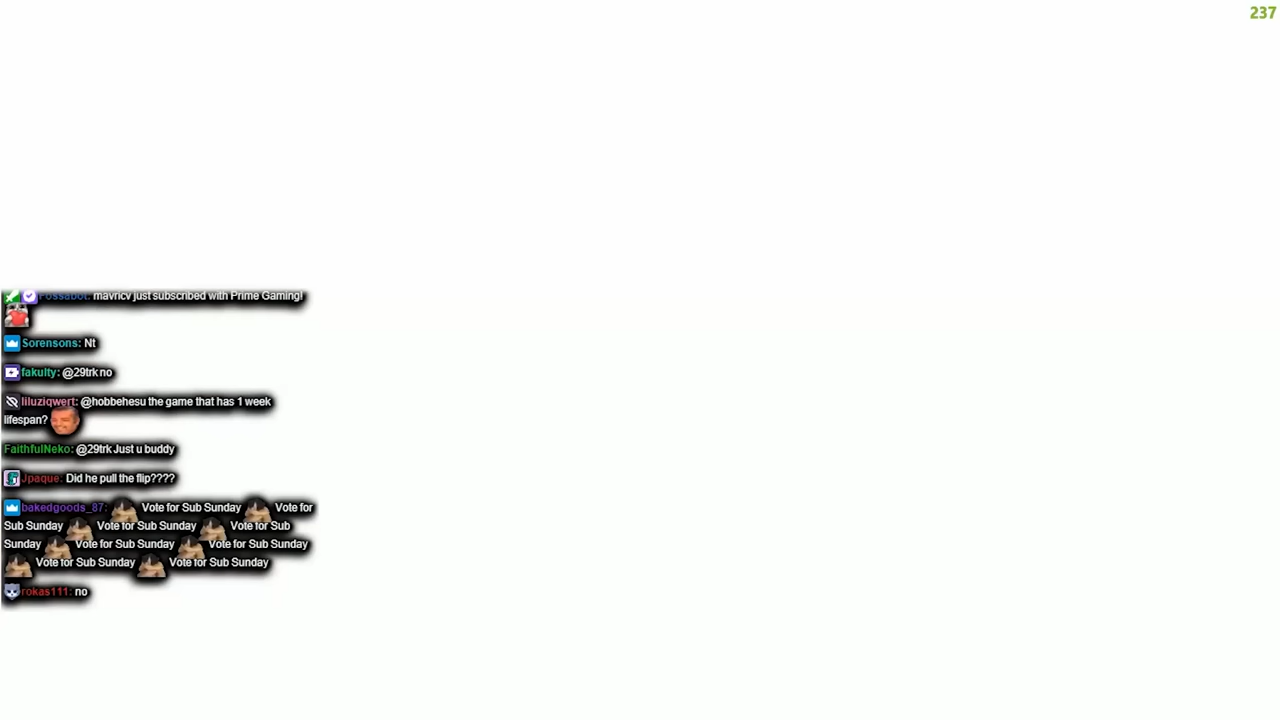 237
Fossabot: mavricv just subscribed with Prime Gaming!
Sorensons: Nt
fakulty: @29trk no
liluziqwert: @hobbehesu the game that has 1 week
lifespan?
FaithfulNeko: @29trk Just u buddy
Jpaque: Did he pull the flip????
bakedgoods_87: Vote for Sub Sunday Vote for
Sub Sunday Vote for Sub Sunday Vote for Sub
Sunday Vote for Sub Sunday Vote for Sub Sunday
Vote for Sub Sunday Vote for Sub Sunday
rokas111: no